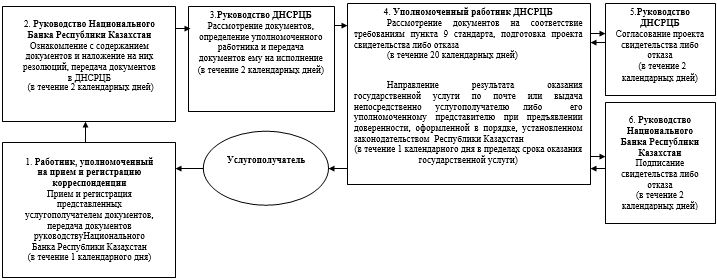 2. Руководство Национального
Банка Республики Казахстан
Ознакомление с содержанием
документов и наложение на них
резолюций, передача документов
в ДНСРЦБ
(в течение 2 календарных дней)
3.Руководство ДНСРЦБ
Рассмотрение документов,
определение уполномоченного
работника и передача
документов ему на исполнение
(в течение 2 календарных дней)
4. Уполномоченный работник ДНСРЦБ
Рассмотрение документов на соответствие
требованиям пункта 9 стандарта, подготовка проекта
свидетельства либо отказа
(в течение 20 календарных дней)
Направление результата оказания
государственной услуги по почте или выдача
непосредственно услугополучателю либо его
уполномоченному представителю при предъявлении
доверенности, оформленной в порядке, установленном
законодательством Республики Казахстан
(в течение 1 календарного дня в пределах срока оказания
государственной услуги)
5.Руководство
ДНСРЦБ
Согласование проекта
свидетельства либо
отказа
(в течение 2
календарных дней)
6. Руководство
Национального
Банка Республики
Казахстан
Подписание
свидетельства либо
отказа
(в течение 2
календарных дней)
1. Работник, уполномоченный
на прием и регистрацию
корреспонденции
Прием и регистрация
представленных
услугополучателем документов,
передача документов
руководствуНационального
Банка Республики Казахстан
(в течение 1 календарного дня)
Услугополучатель